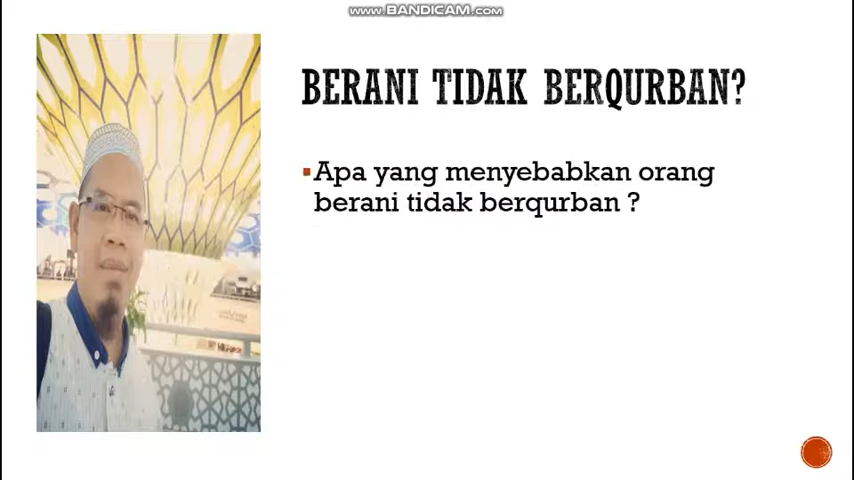 www.BANDICAM.com
BERANI TIDAK BERQURBAN?
Apa yang menyebabkan orang
berani tidak berqurban ?